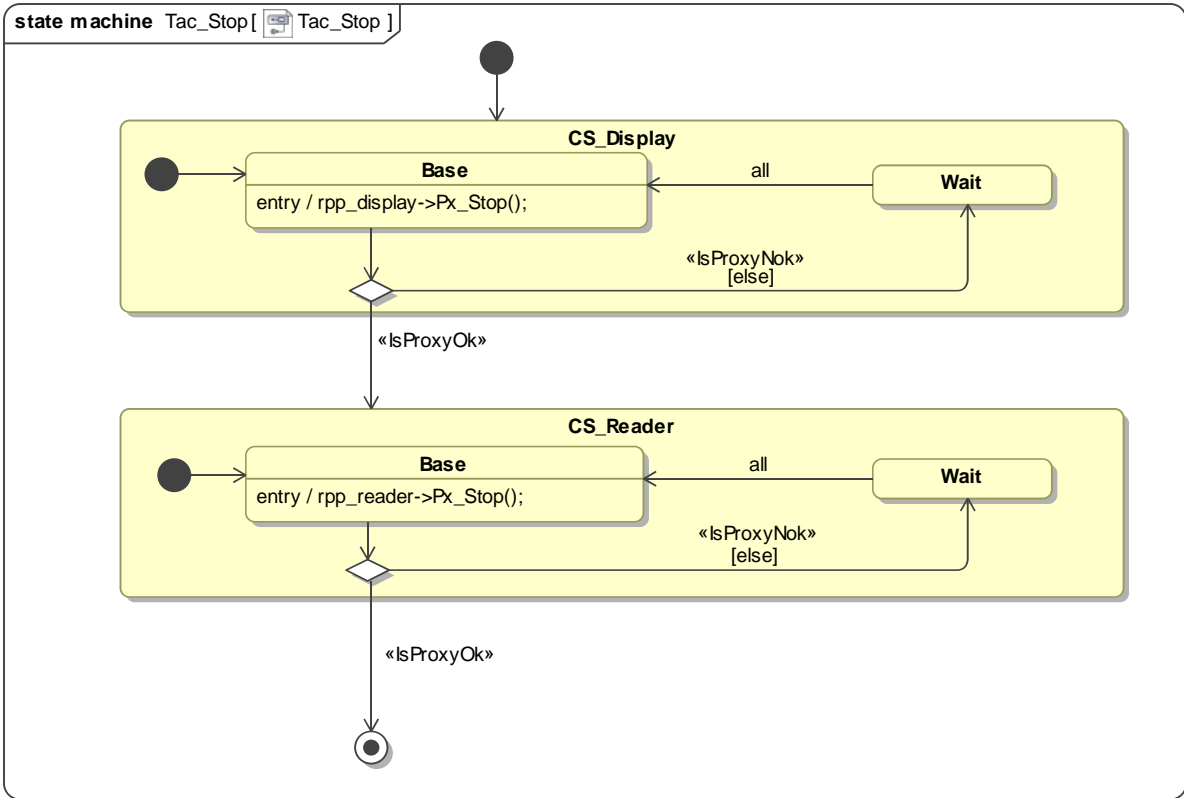 state machine Tac_Stop [ Tac_Stop ]
CS_Display
Base
entry / rpp_display->Px_Stop();
all
Wait
«IsProxyNok»
[else]
«IsProxyOk»
CS_Reader
Base
entry / rpp_reader->Px_Stop();
all
Wait
«IsProxyNok»
[else]
«IsProxyOk»